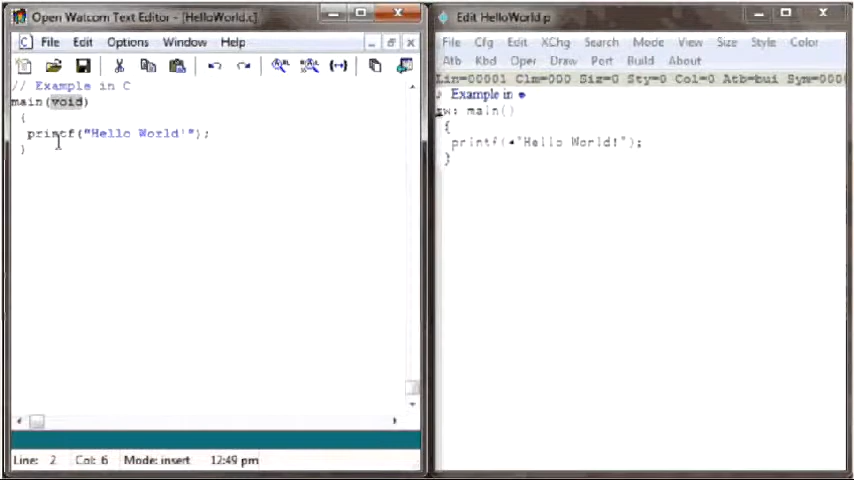 Open Watcom Text Editor - [HelloWorld.c]
File Edit Options Window Help
// Example in C
main(void)
{
printf("Hello World!");
}
Line: 2 Col: 6 Mode: insert 12:49 pm
Edit HelloWorld.p
File Cfg Edit XChg Search Mode View Size Style Color
Atb Kbd Oper Draw Port Build About
Lin=00001 Clm=000 Siz=0 Sty=0 Col=0 Atb=bui Sym=000
Example in
main()
{
printf( "Hello World!");
}